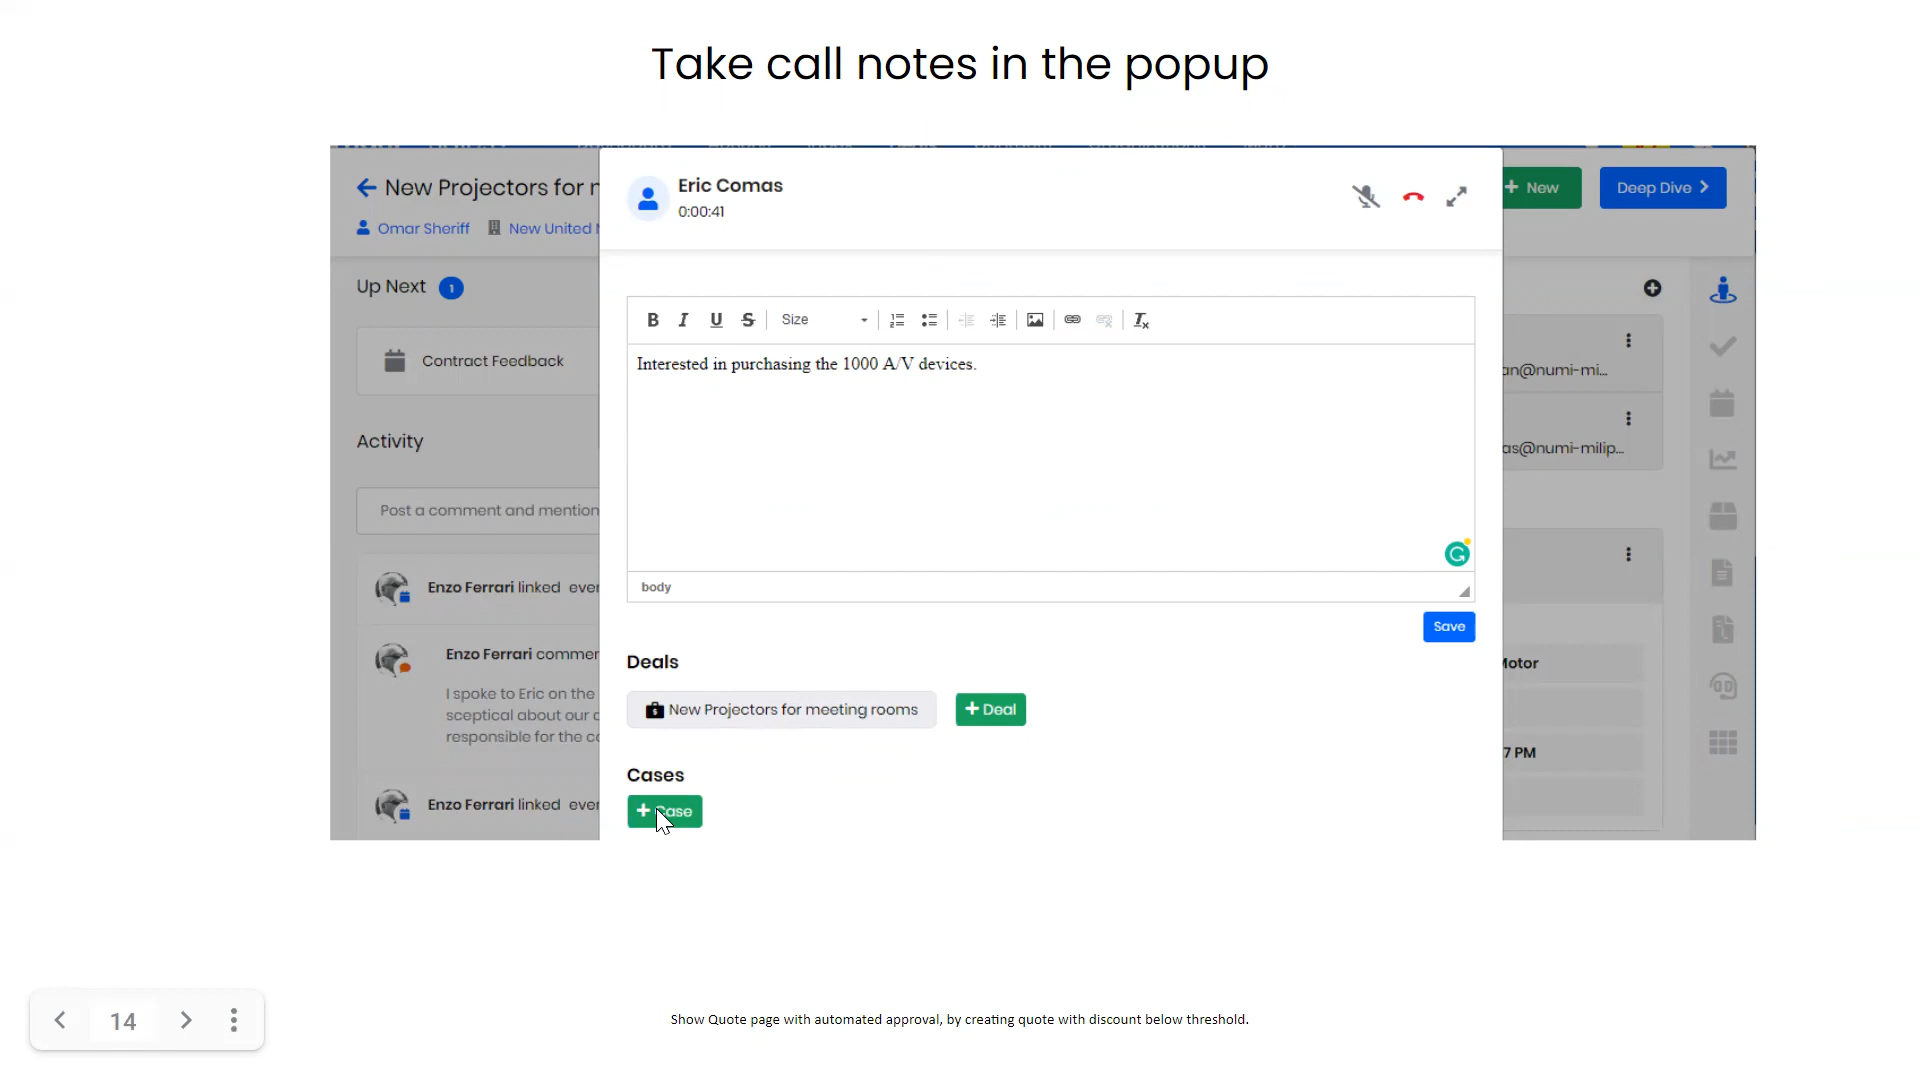 Take call notes in the popup
New Projectors for
Omar Sheriff
New United
Eric Comas
0:00:41
New
Deep Dive
Up Next 1
Contract Feedback
Activity
Post a comment and mention
Enzo Ferrari linked
Enzo Ferrari
I spoke to Eric on the
sceptical about our
responsible for the
Enzo Ferrari linked
B I U S Size
Interested in purchasing the 1000 A/V devices.
body
Save
Deals
New Projectors for meeting rooms
+ Deal
Cases
+ Case
an@numi-mi...
as@numi-milip...
Motor
7 PM
14
Show Quote page with automated approval, by creating quote with discount below threshold.